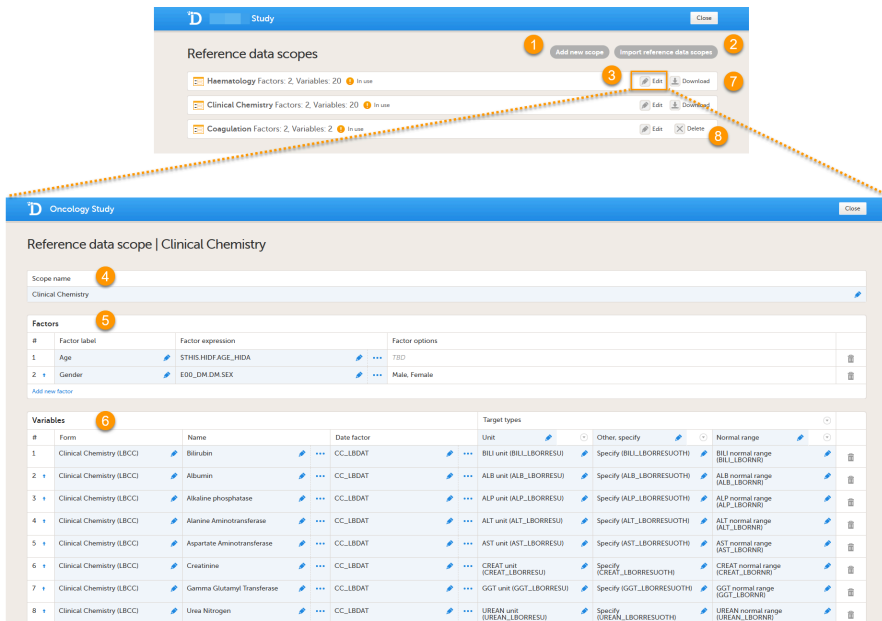 Study
Close
Reference data scopes
1
Add new scope
Import reference data scopes
2
Haematology Factors: 2, Variables: 20 In use
3
Edit
Download
7
Clinical Chemistry Factors: 2, Variables: 20 In use
Edit
Download
Coagulation Factors: 2, Variables: 2 In use
Edit
Delete
8
Oncology Study
Close
Reference data scope | Clinical Chemistry
Scope name
4
Clinical Chemistry
Factors
5
# Factor label Factor expression Factor options
1 Age STHIS.HIDF.AGE_HIDA TBD
2 Gender E00_DM.DM.SEX Male, Female
Add new factor
Variables
6
Target types
# Form Name Date factor Unit Other, specify Normal range
1 Clinical Chemistry (LBCC) Bilirubin CC_LBDAT BILI unit (BILI_LBORRESU) Specify (BILI_LBORRESUOTH) BILI normal range
(BILI_LBORNR)
2 Clinical Chemistry (LBCC) Albumin CC_LBDAT ALB unit (ALB_LBORRESU) Specify (ALB_LBORRESUOTH) ALB normal range
(ALB_LBORNR)
3 Clinical Chemistry (LBCC) Alkaline phosphatase CC_LBDAT ALP unit (ALP_LBORRESU) Specify (ALP_LBORRESUOTH) ALP normal range
(ALP_LBORNR)
4 Clinical Chemistry (LBCC) Alanine Aminotransferase CC_LBDAT ALT unit (ALT_LBORRESU) Specify (ALT_LBORRESUOTH) ALT normal range
(ALT_LBORNR)
5 Clinical Chemistry (LBCC) Aspartate Aminotransferase CC_LBDAT AST unit (AST_LBORRESU) Specify (AST_LBORRESUOTH) AST normal range
(AST_LBORNR)
6 Clinical Chemistry (LBCC) Creatinine CC_LBDAT CREAT unit Specify CREAT normal range
(CREAT_LBORRESU) (CREAT_LBORRESUOTH) (CREAT_LBORNR)
7 Clinical Chemistry (LBCC) Gamma Glutamyl Transferase CC_LBDAT GGT unit (GGT_LBORRESU) Specify (GGT_LBORRESUOTH) GGT normal range
(GGT_LBORNR)
8 Clinical Chemistry (LBCC) Urea Nitrogen CC_LBDAT UREAN unit Specify UREAN normal range
(UREAN_LBORRESU) (UREAN_LBORRESUOTH) (UREAN_LBORNR)